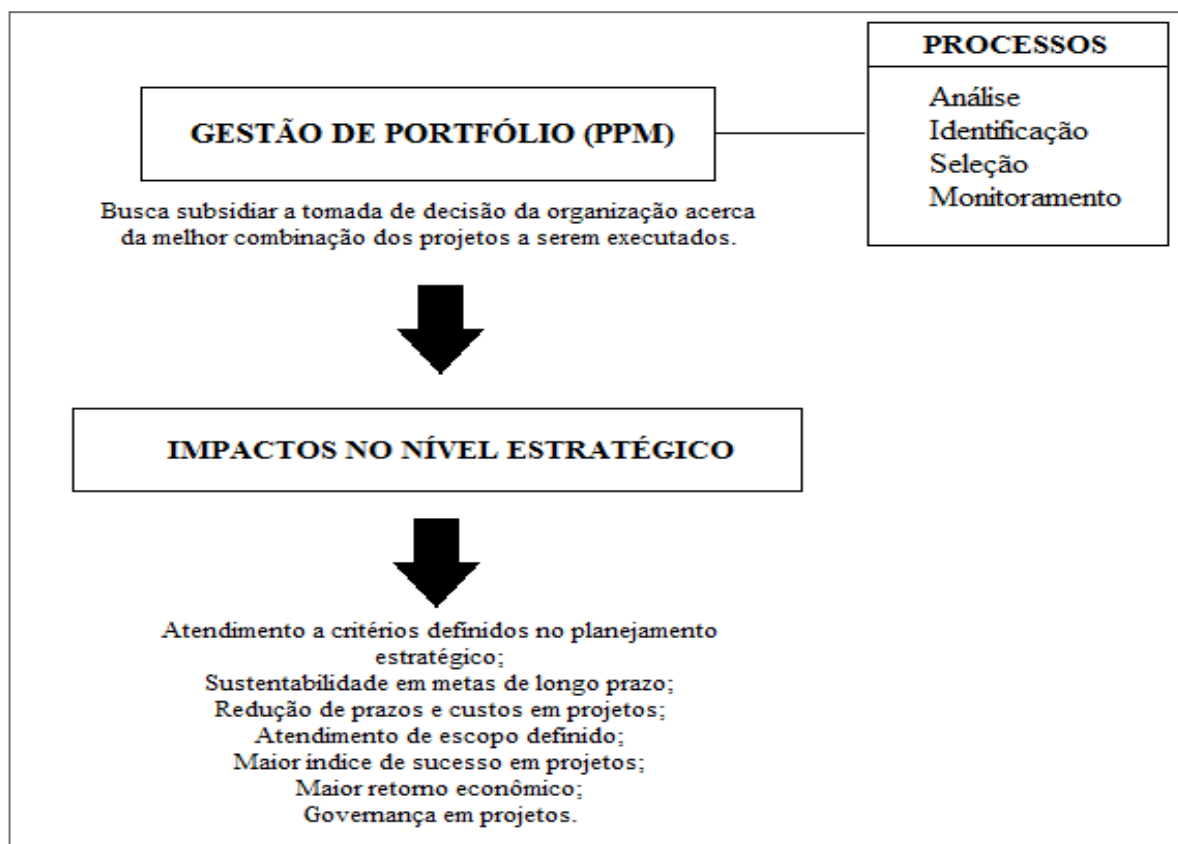 PROCESSOS
Análise
Identificação
Seleção
Monitoramento
GESTÃO DE PORTFÓLIO (PPM)
Busca subsidiar a tomada de decisão da organização acerca
da melhor combinação dos projetos a serem executados.
IMPACTOS NO NÍVEL ESTRATÉGICO
Atendimento a critérios definidos no planejamento
estratégico;
Sustentabilidade em metas de longo prazo;
Redução de prazos e custos em projetos;
Atendimento de escopo definido;
Maior índice de sucesso em projetos;
Maior retorno econômico;
Governança em projetos.